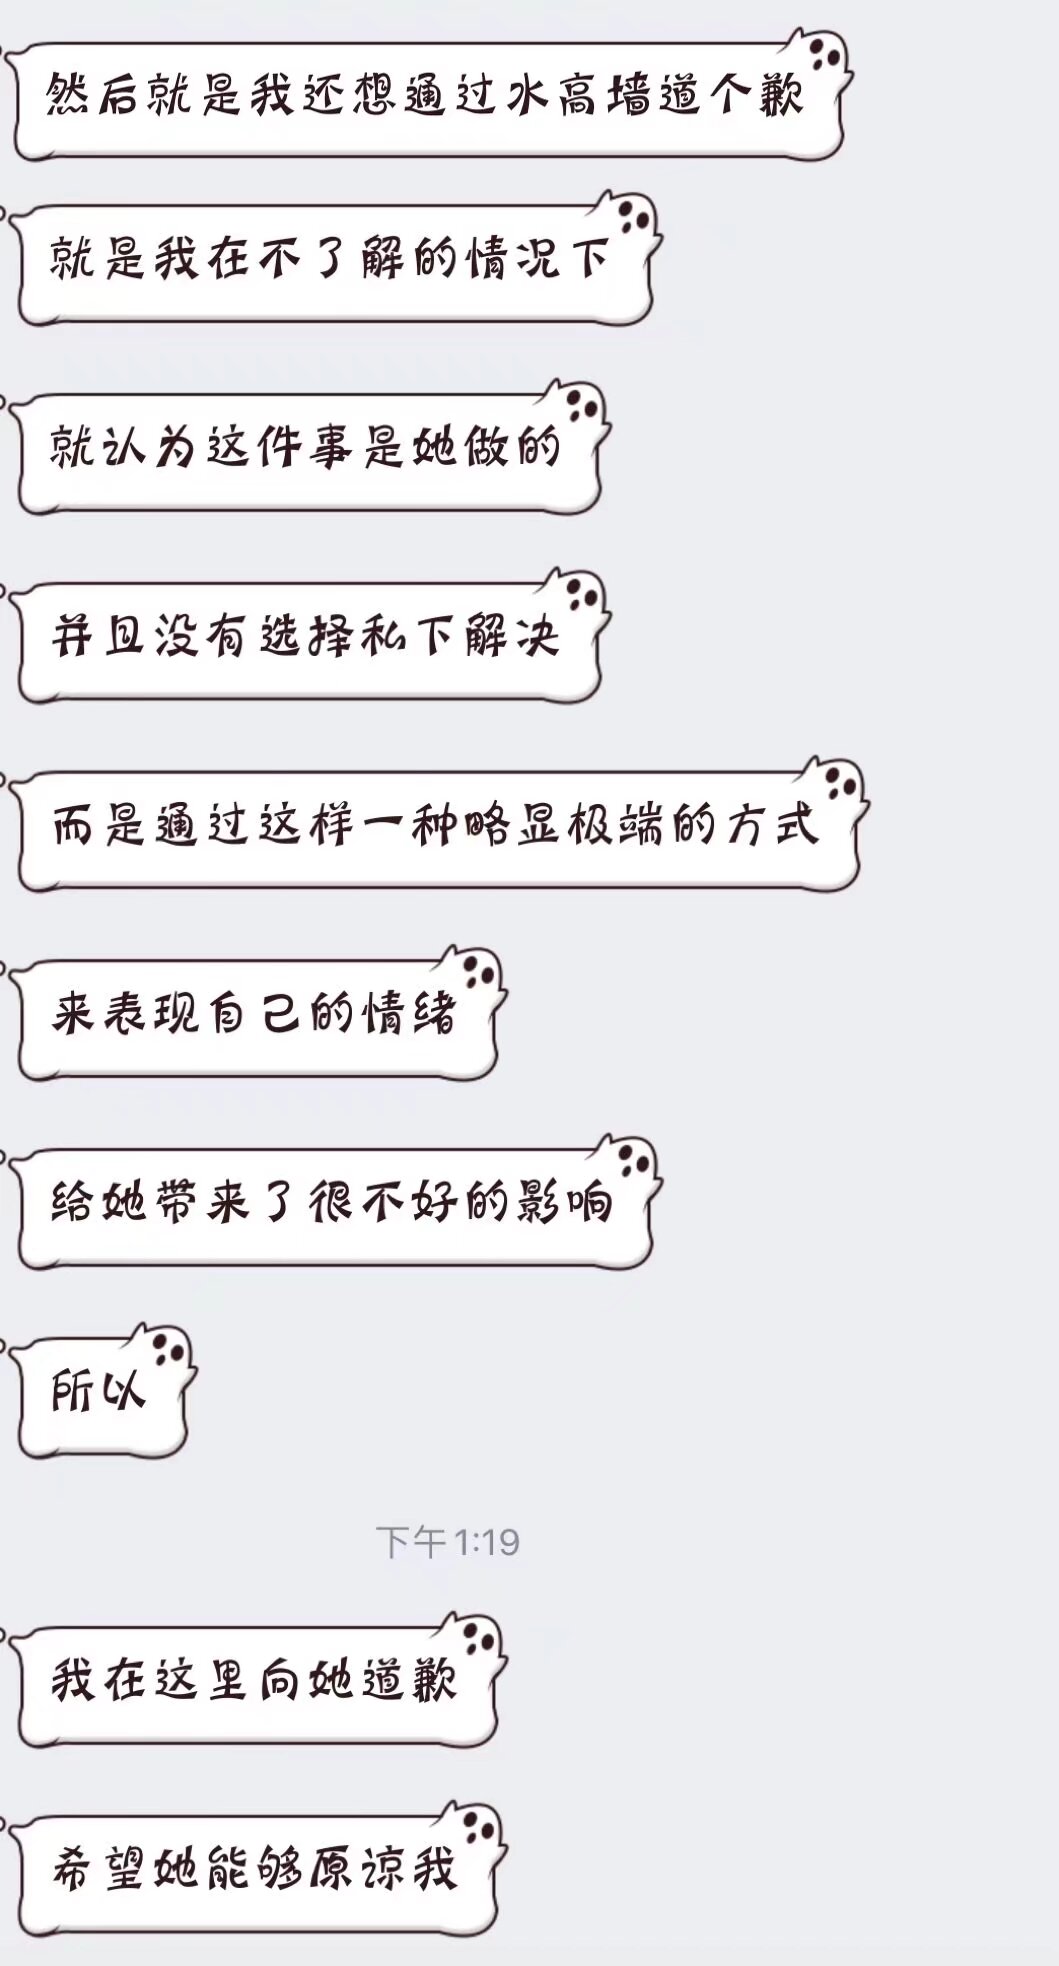 然后就是我还想通过水高墙道个歉
就是我在不了解的情况下
就认为这件事是她做的
并且没有选择私下解决
而是通过这样一种略显极端的方式
来表现自己的情绪
给她带来了很不好的影响
所以
下午 1:19
我在这里向她道歉
希望她能够原谅我